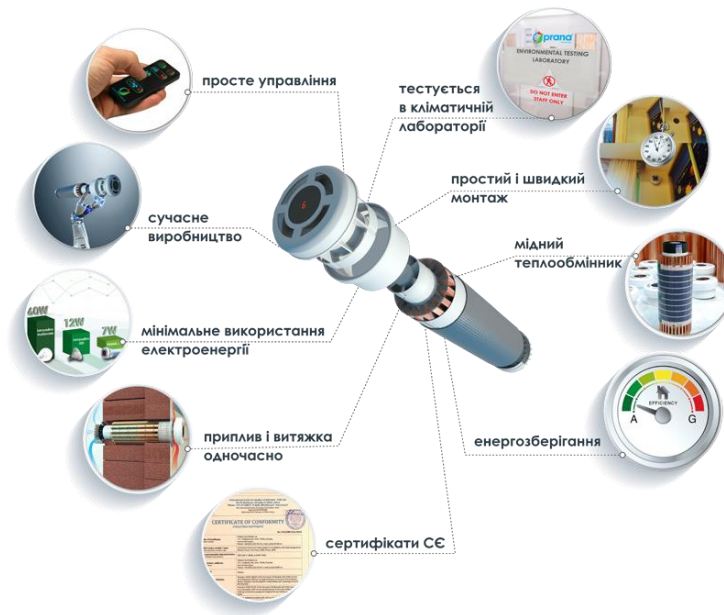 просте управління
prana
ENVIRONMENTAL TESTING
LABORATORY
DO NOT ENTER
STAFF ONLY
тестується
в кліматичній
лабораторії
простий і швидкий
монтаж
сучасне
виробництво
мідний
теплообмінник
40W
12W
7W
мінімальне використання
електроенергії
EFFICIENCY
A
G
приплив і витяжка
одночасно
енергозберігання
CERTIFICATE OF CONFORMITY
сертифікати СЄ